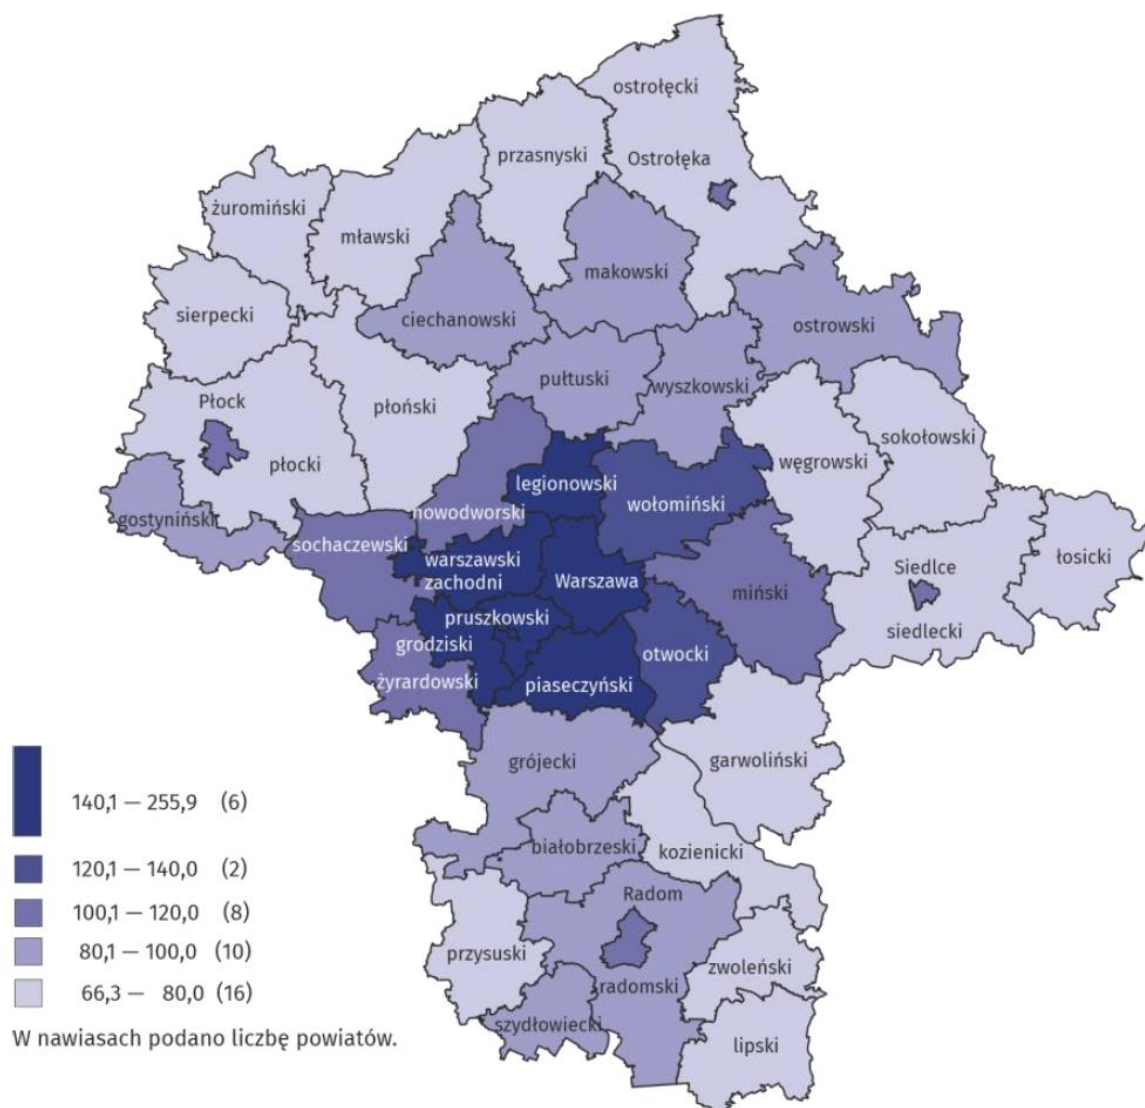 ostrołęcki
przasnyski
Ostrołęka
żuromiński
mławski
makowski
sierpecki
ciechanowski
ostrowski
pułtuski
wyszkowski
Płock
płoński
sokołowski
węgrowski
płocki
legionowski
wołomiński
nowodworski
gostyniński
sochaczewski
warszawski
zachodni
Warszawa
łosicki
Siedlce
miński
siedlecki
pruszkowski
grodziski
otwocki
żyrardowski
piaseczyński
grójecki
garwoliński
białobrzeski
kozienicki
Radom
przysuski
zwoleński
radomski
szydłowiecki
lipski
140,1 — 255,9 (6)
120,1 — 140,0 (2)
100,1 — 120,0 (8)
80,1 — 100,0 (10)
66,3 — 80,0 (16)
W nawiasach podano liczbę powiatów.